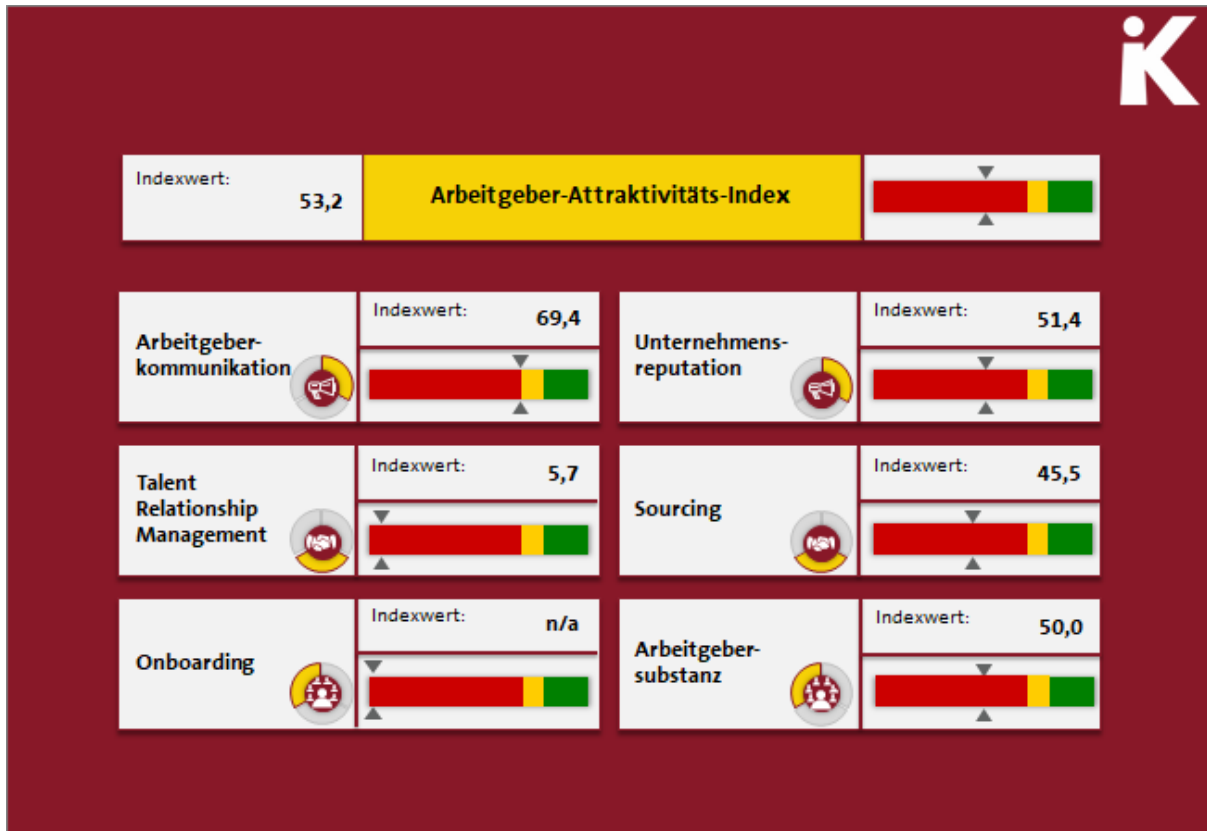 iK
Indexwert:
53,2
Arbeitgeber-Attraktivitäts-Index
Arbeitgeber-
kommunikation
Indexwert:
69,4
Unternehmens-
reputation
Indexwert:
51,4
Talent
Relationship
Management
Indexwert:
5,7
Sourcing
Indexwert:
45,5
Onboarding
Indexwert:
n/a
Arbeitgeber-
substanz
Indexwert:
50,0